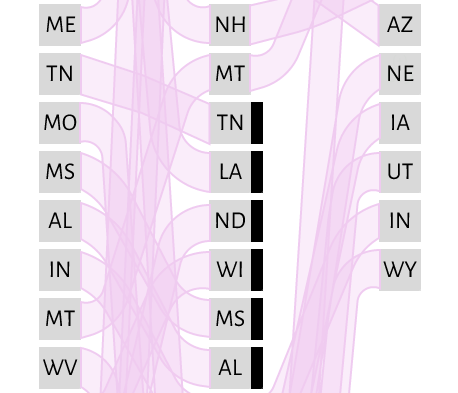 ME NH AZ
TN MT NE
MO TN IA
MS LA UT
AL ND IN
IN WI WY
MT MS
WV AL